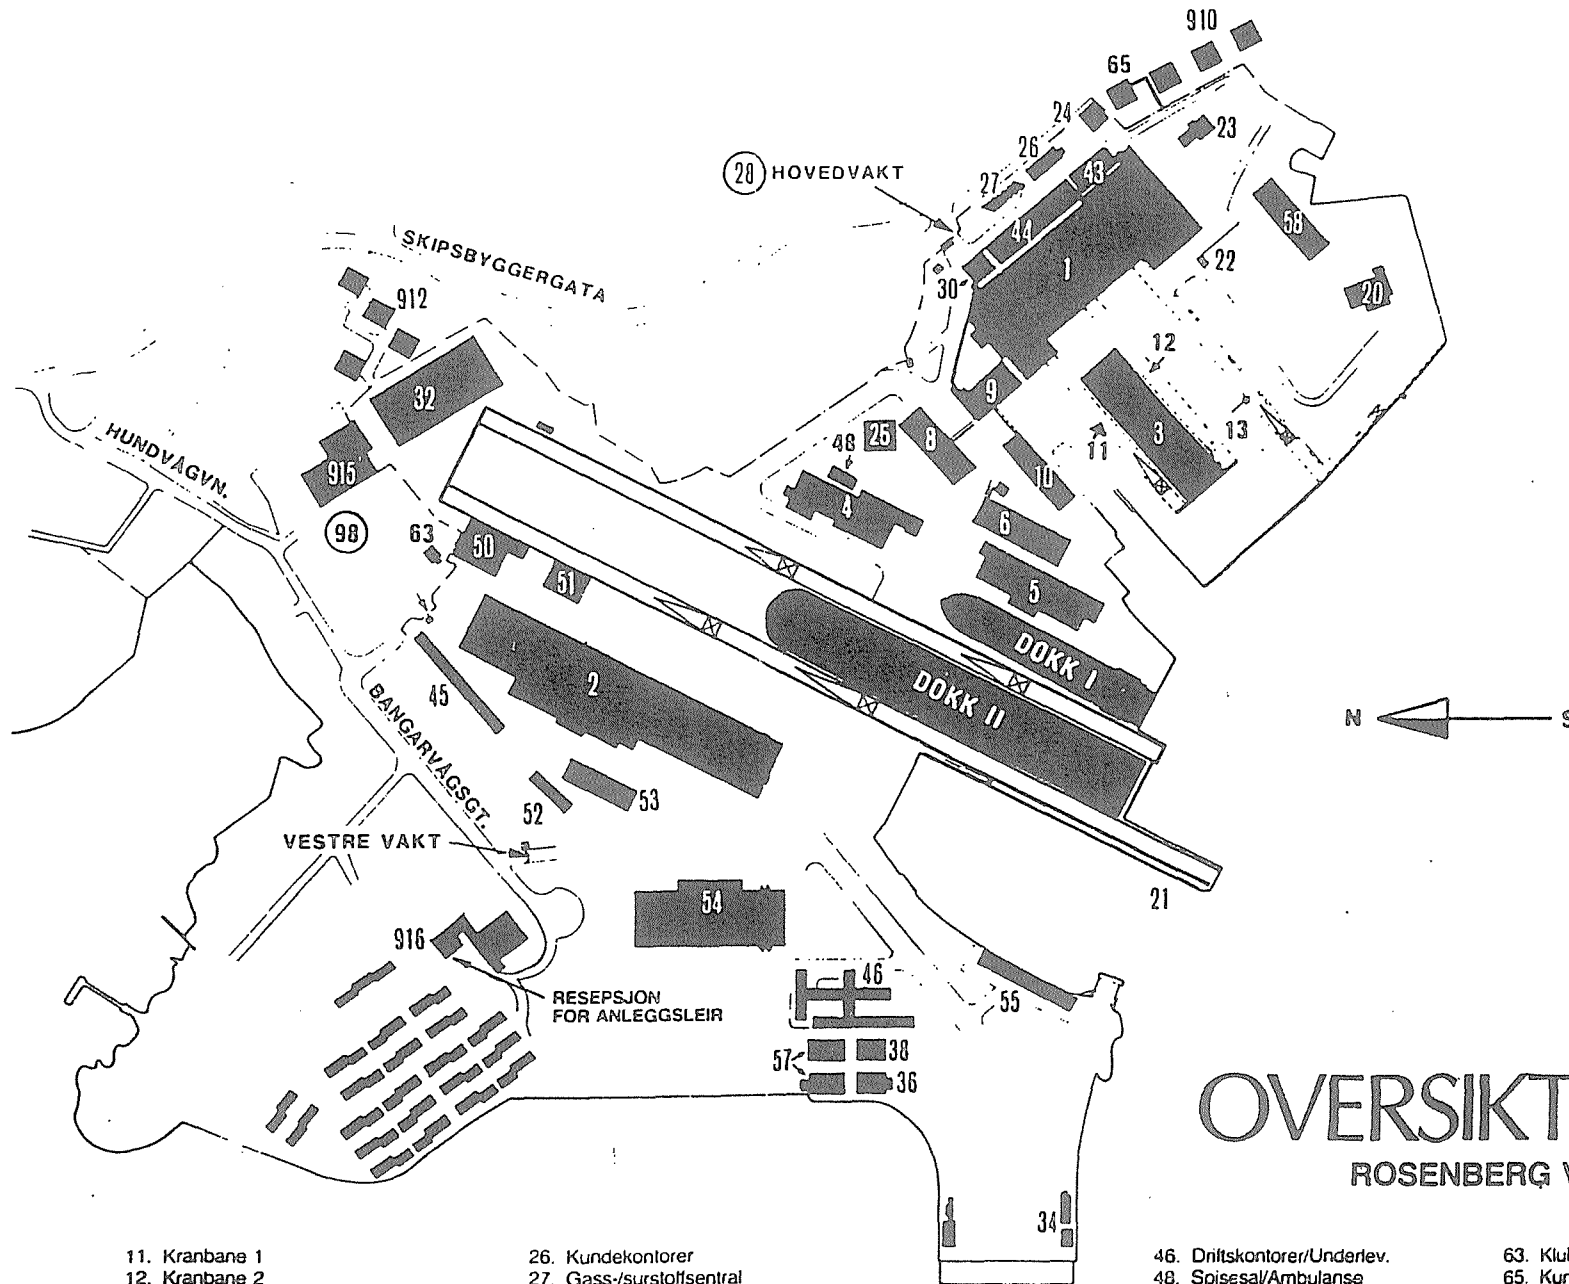 910
65
24
23
26
43
28 HOVEDVAKT
27
44
58
SKIPSBYGGERGATA
1
22
30
20
912
12
32
9
3
HUNDVÅGVN.
25
8
48
13
11
915
10
98
4
6
63
50
51
5
DOKK I
45
2
DOKK II
N
S
BANGARVÅGSGT.
52
53
VESTRE VAKT
54
21
916
46
RESEPSJON
FOR ANLEGGSLEIR
55
57
38
36
OVERSIKT
ROSENBERG
34
11. Kranbane 1
12. Kranbane 2
26. Kundekontorer
27. Gass-/surstoffsentral
46. Driftskontorer/Underlev.
48. Spisesal/Ambulanse
63.
65.